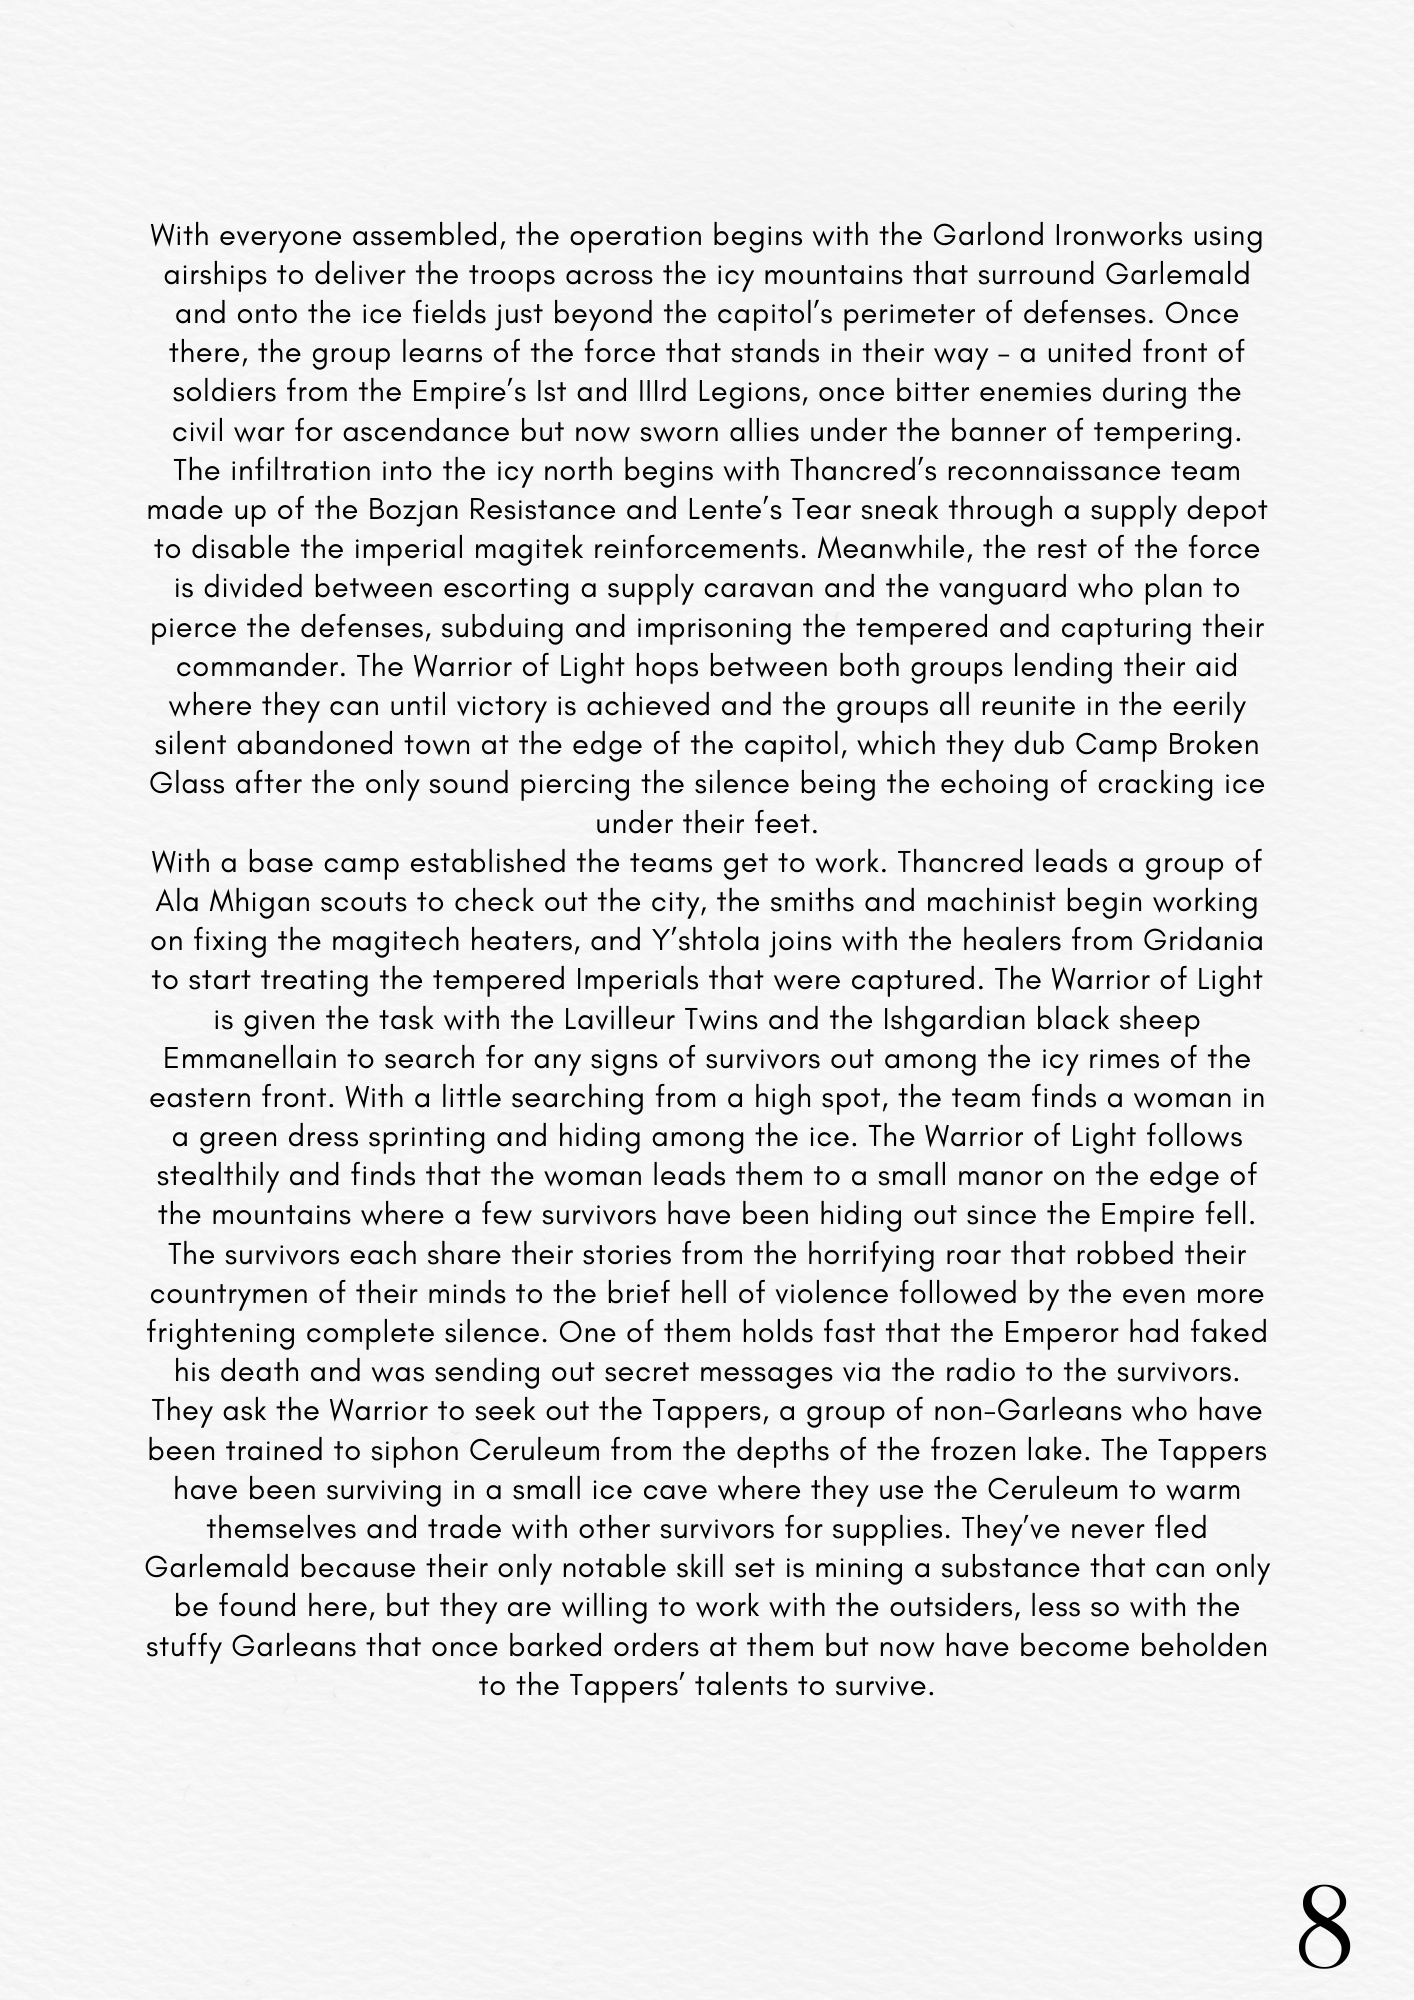 With everyone assembled, the operation begins with the Garlond Ironworks using
airships to deliver the troops across the icy mountains that surround Garlemald
and onto the ice fields just beyond the capitol’s perimeter of defenses. Once
there, the group learns of the force that stands in their way – a united front of
soldiers from the Empire’s Ist and IIIrd Legions, once bitter enemies during the
civil war for ascendance but now sworn allies under the banner of tempering.
The infiltration into the icy north begins with Thancred’s reconnaissance team
made up of the Bozjan Resistance and Lente’s Tear sneak through a supply depot
to disable the imperial magitek reinforcements. Meanwhile, the rest of the force
is divided between escorting a supply caravan and the vanguard who plan to
pierce the defenses, subduing and imprisoning the tempered and capturing their
commander. The Warrior of Light hops between both groups lending their aid
where they can until victory is achieved and the groups all reunite in the eerily
silent abandoned town at the edge of the capitol, which they dub Camp Broken
Glass after the only sound piercing the silence being the echoing of cracking ice
under their feet.
With a base camp established the teams get to work. Thancred leads a group of
Ala Mhigan scouts to check out the city, the smiths and machinist begin working
on fixing the magitech heaters, and Y’shtola joins with the healers from Gridania
to start treating the tempered Imperials that were captured. The Warrior of Light
is given the task with the Lavilleur Twins and the Ishgardian black sheep
Emmanellain to search for any signs of survivors out among the icy rimes of the
eastern front. With a little searching from a high spot, the team finds a woman in
a green dress sprinting and hiding among the ice. The Warrior of Light follows
stealthily and finds that the woman leads them to a small manor on the edge of
the mountains where a few survivors have been hiding out since the Empire fell.
The survivors each share their stories from the horrifying roar that robbed their
countrymen of their minds to the brief hell of violence followed by the even more
frightening complete silence. One of them holds fast that the Emperor had faked
his death and was sending out secret messages via the radio to the survivors.
They ask the Warrior to seek out the Tappers, a group of non-Garleans who have
been trained to siphon Ceruleum from the depths of the frozen lake. The Tappers
have been surviving in a small ice cave where they use the Ceruleum to warm
themselves and trade with other survivors for supplies. They’ve never fled
Garlemald because their only notable skill set is mining a substance that can only
be found here, but they are willing to work with the outsiders, less so with the
stuffy Garleans that once barked orders at them but now have become beholden
to the Tappers’ talents to survive.
8